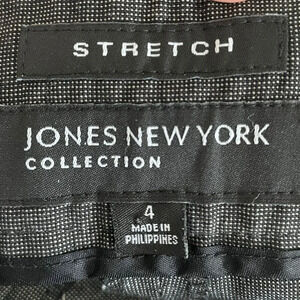 STRETCH
JONES NEW YORK
COLLECTION
4
MADE IN
PHILIPPINES